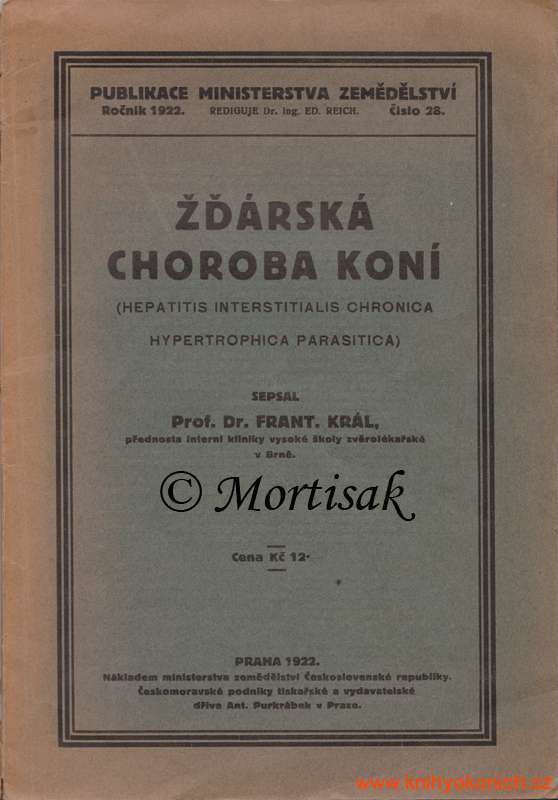 PUBLIKACE MINISTERSTVA ZEMĚDĚLSTVÍ
Ročník 1922. REDIGUJE Dr. Ing. ED. REICH. Číslo 28.
ŽĎÁRSKÁ
CHOROBA KONÍ
(HEPATITIS INTERSTITIALIS CHRONICA
HYPERTROPHICA PARASITICA)
SEPSAL
Prof. Dr. FRANT. KRÁL,
přednosta interní kliniky vysoké školy zvěrolékařské
v Brně.
© Mortisak
Cena Kč 12·—
PRAHA 1922.
Nákladem ministerstva zemědělství Československé republiky.
Českomoravské podniky tiskařské a vydavatelské
dříve Ant. Purkrábek v Praze.
www.knihyokonich.cz